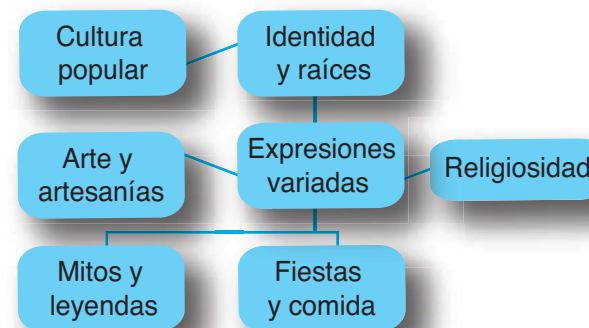 Cultura
popular
Identidad
y raíces
Arte y
artesanías
Expresiones
variadas
Religiosidad
Mitos y
leyendas
Fiestas
y comida